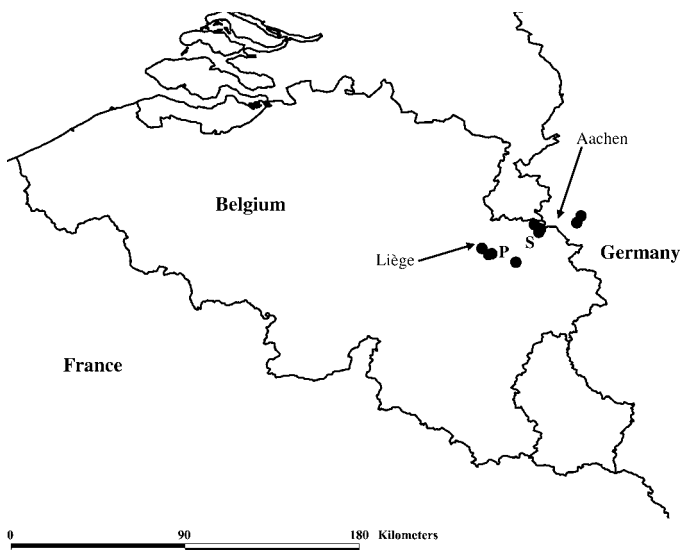 Aachen
Belgium
S
P
Germany
Liège
France
0 90 180 Kilometers